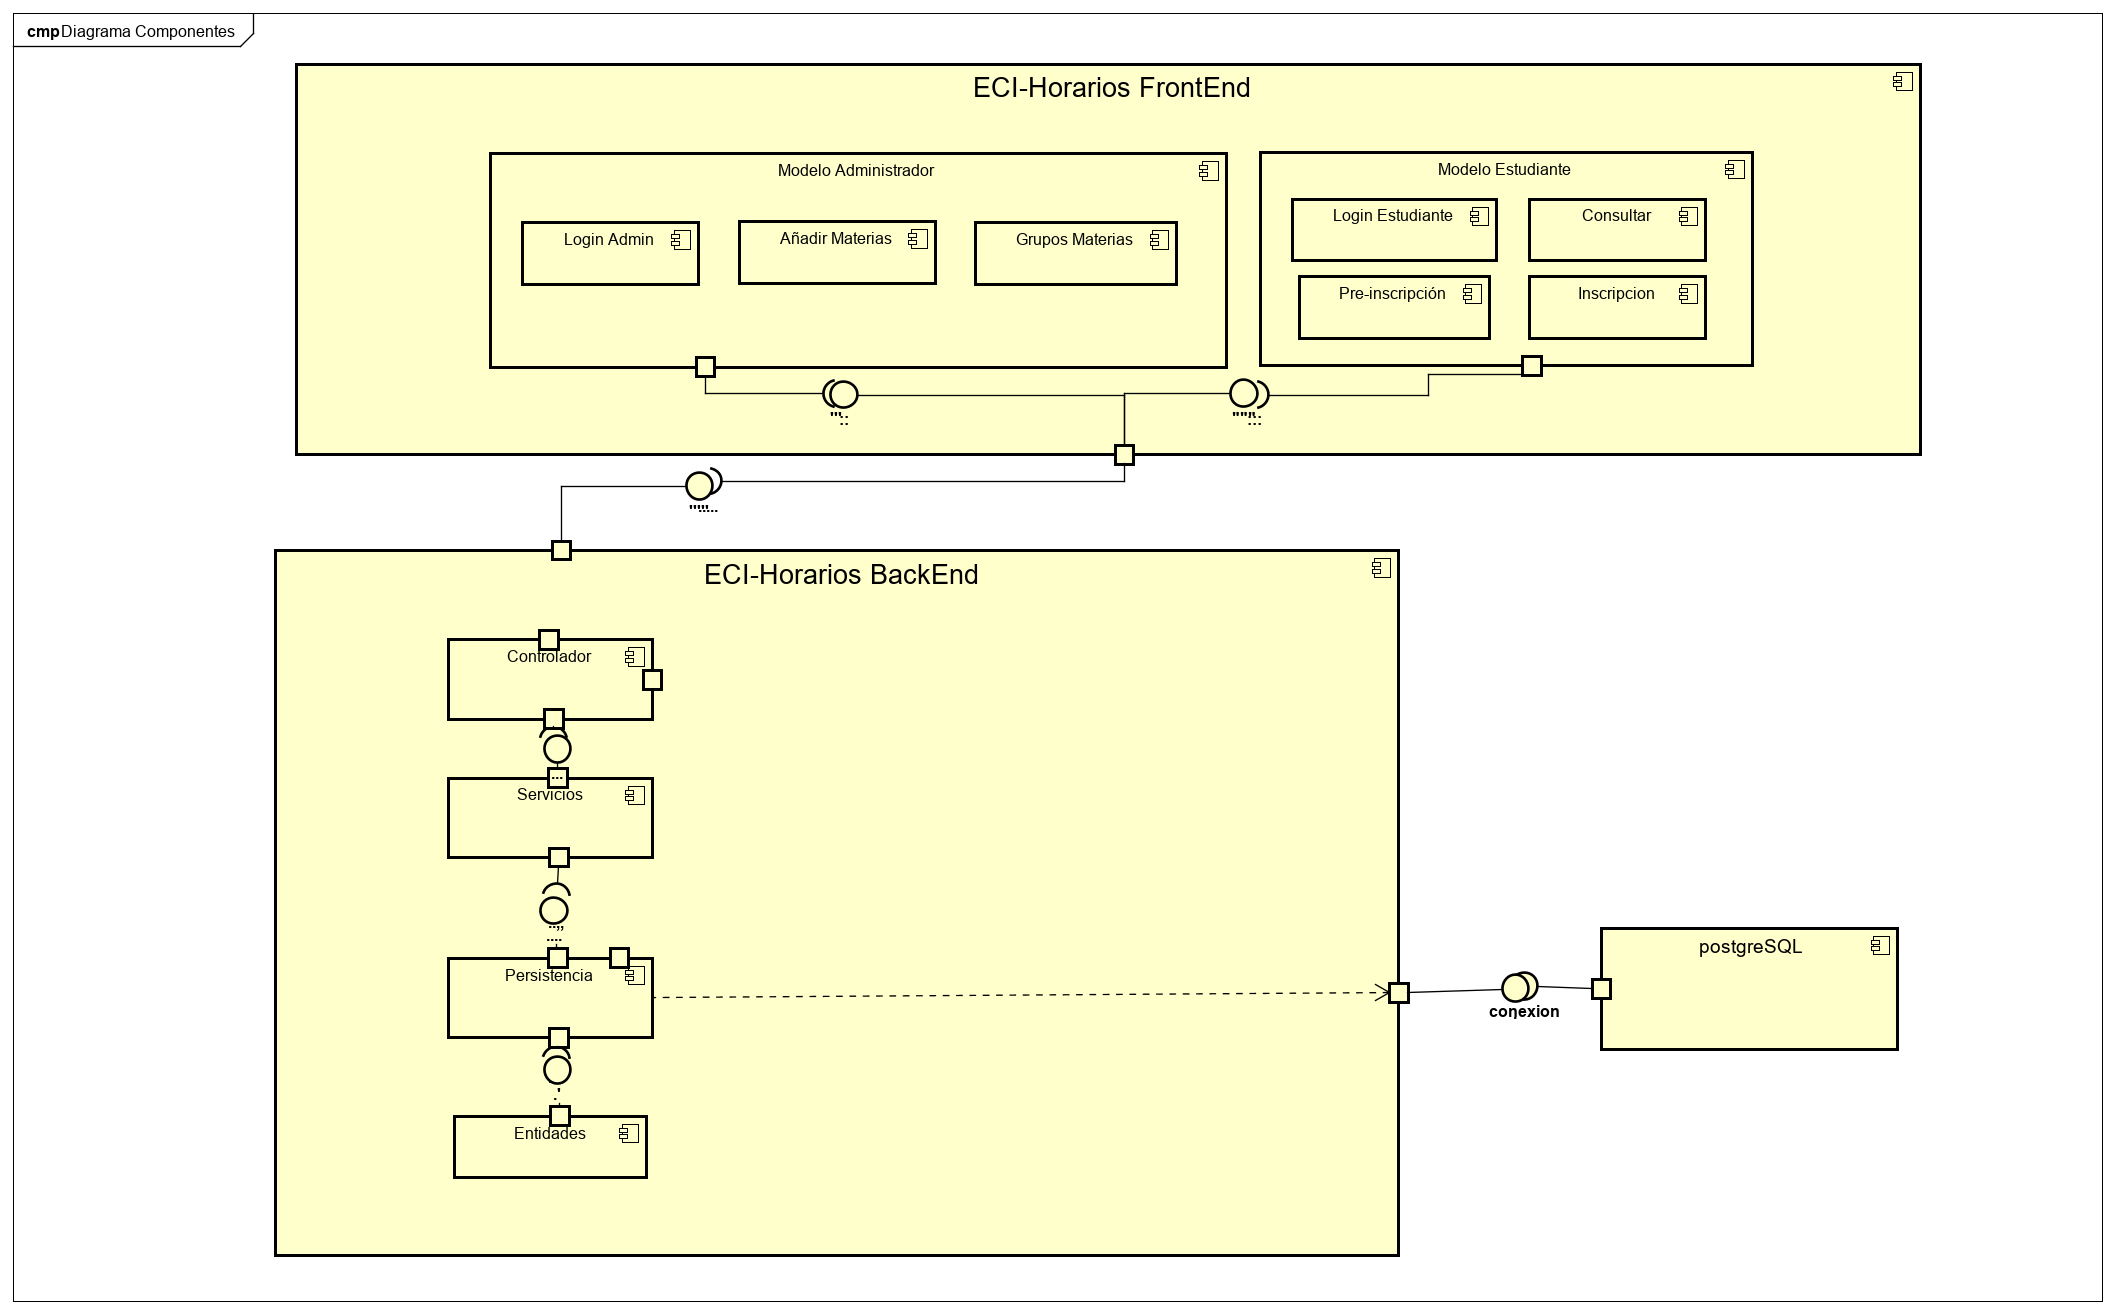 cmp Diagrama Componentes
ECI-Horarios FrontEnd
Modelo Administrador
Login Admin
Añadir Materias
Grupos Materias
Modelo Estudiante
Login Estudiante
Consultar
Pre-inscripción
Inscripcion
ECI-Horarios BackEnd
Controlador
Servicios
Persistencia
Entidades
postgreSQL
conexion